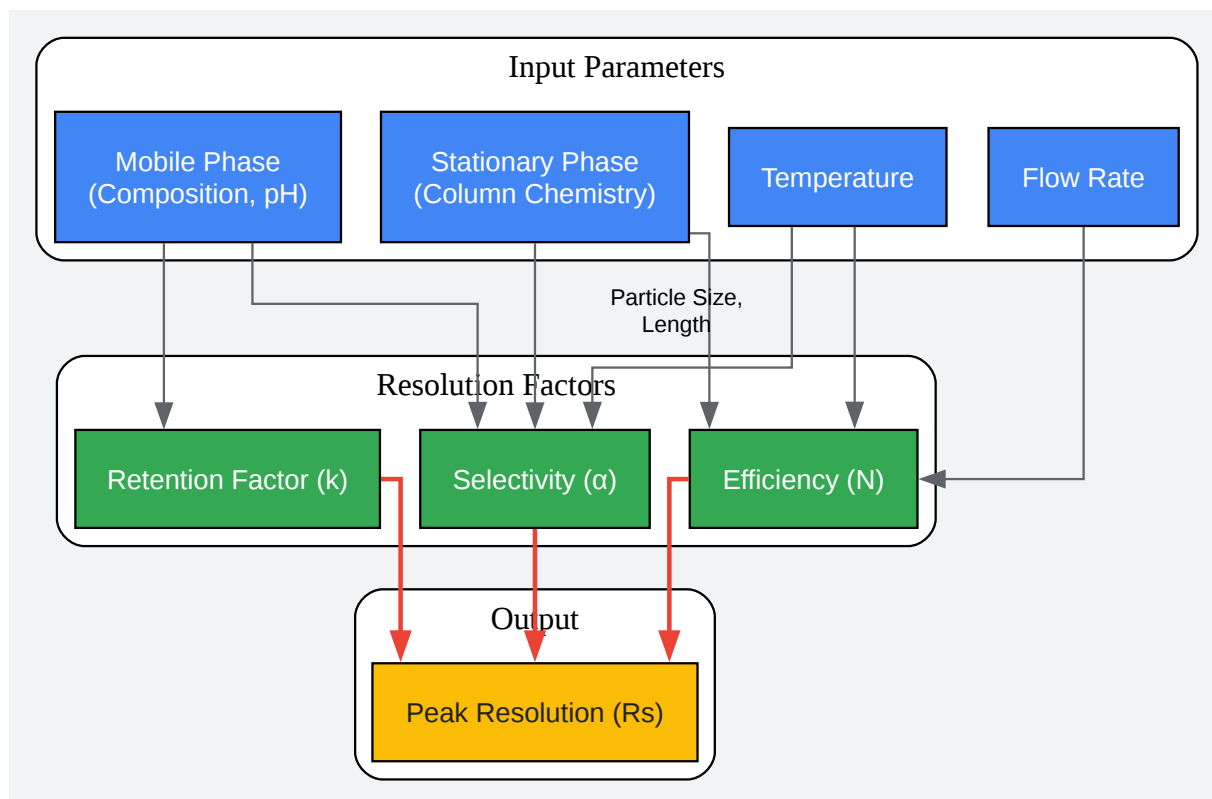 Input Parameters
Mobile Phase
(Composition, pH)
Stationary Phase
(Column Chemistry)
Temperature
Flow Rate
Particle Size,
Length
Resolution Factors
Retention Factor (k)
Selectivity (α)
Efficiency (N)
Output
Peak Resolution (Rs)